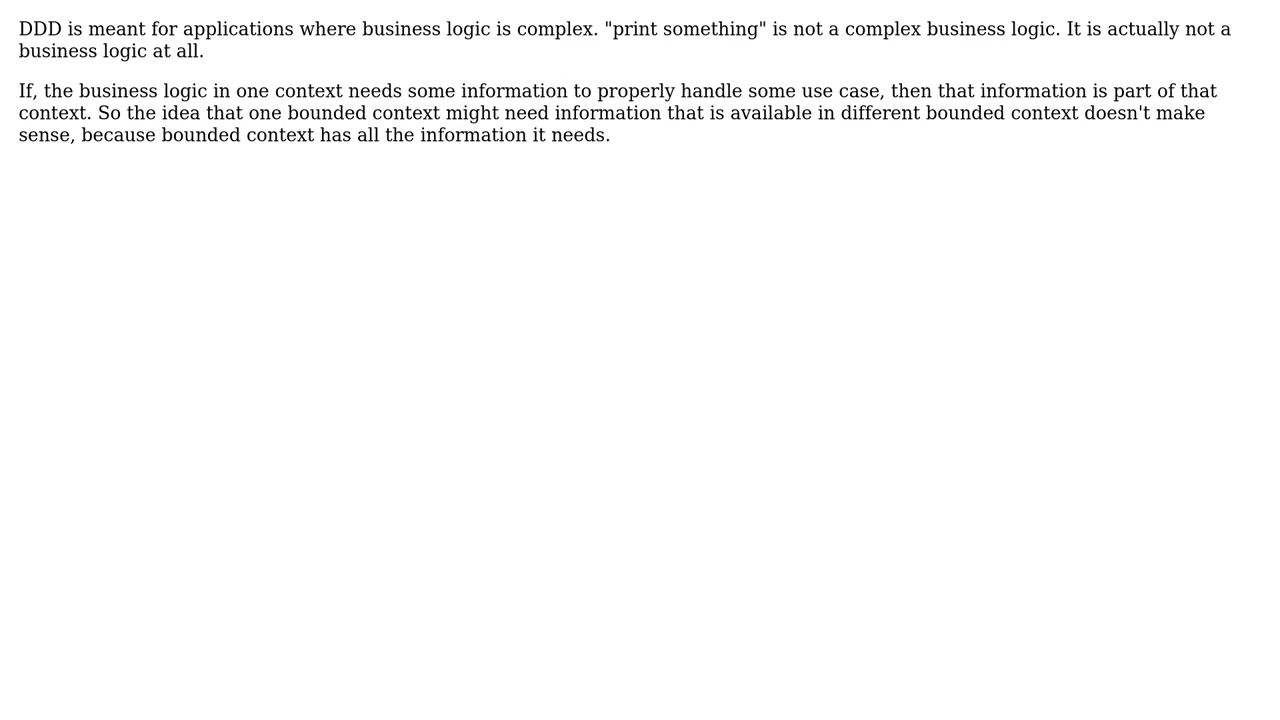 DDD is meant for applications where business logic is complex. "print something" is not a complex business logic. It is actually not a
business logic at all.
If, the business logic in one context needs some information to properly handle some use case, then that information is part of that
context. So the idea that one bounded context might need information that is available in different bounded context doesn't make
sense, because bounded context has all the information it needs.